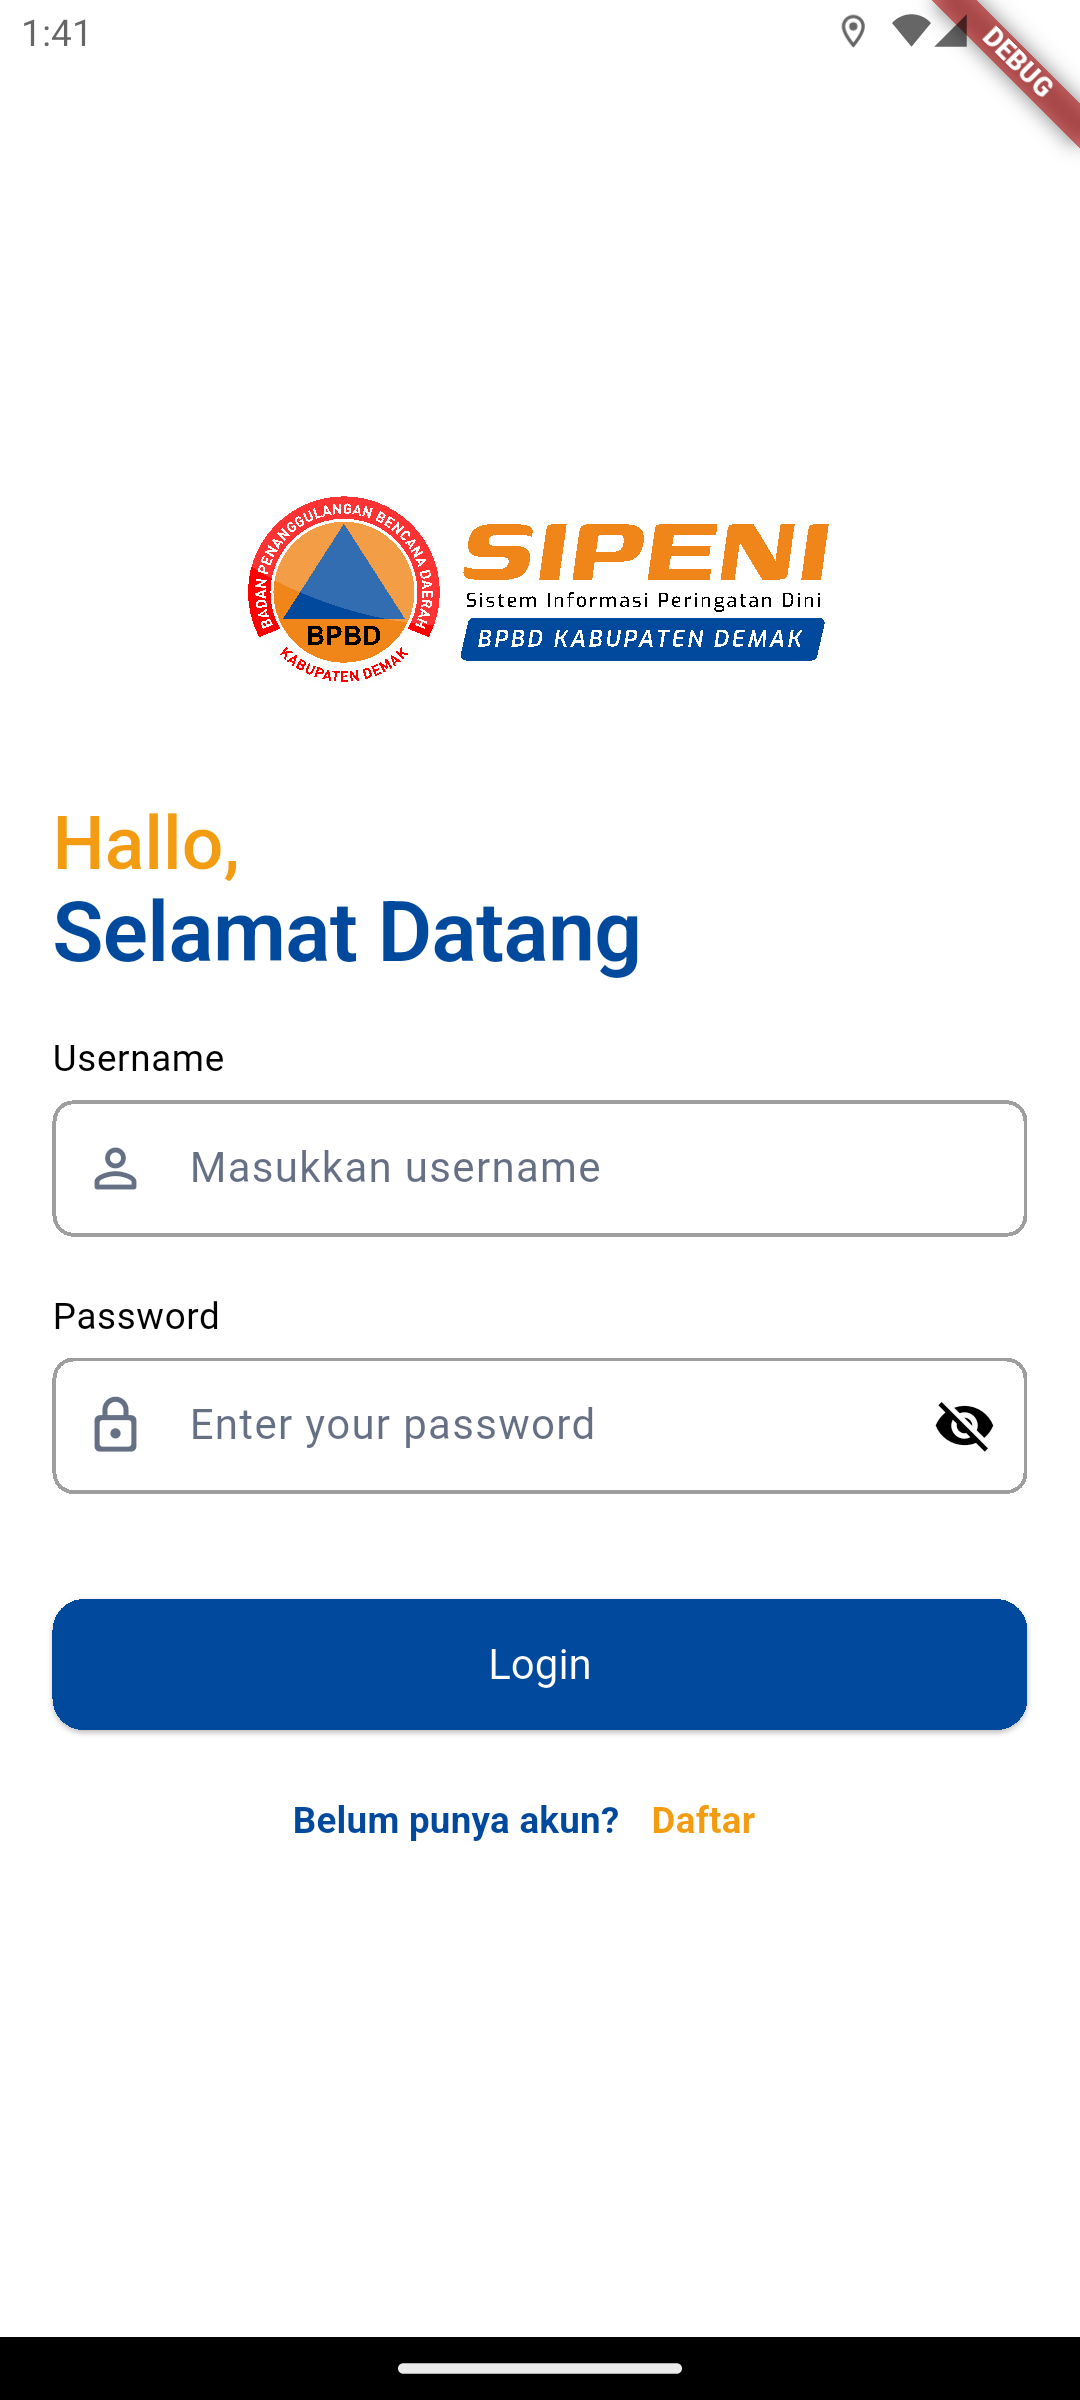 1:41
DEBUG
BADAN PENANGGULANGAN BENCANA DAERAH
BPBD
KABUPATEN DEMAK
SIPENI
Sistem Informasi Peringatan Dini
BPBD KABUPATEN DEMAK
Hallo,
Selamat Datang
Username
Masukkan username
Password
Enter your password
Login
Belum punya akun? Daftar